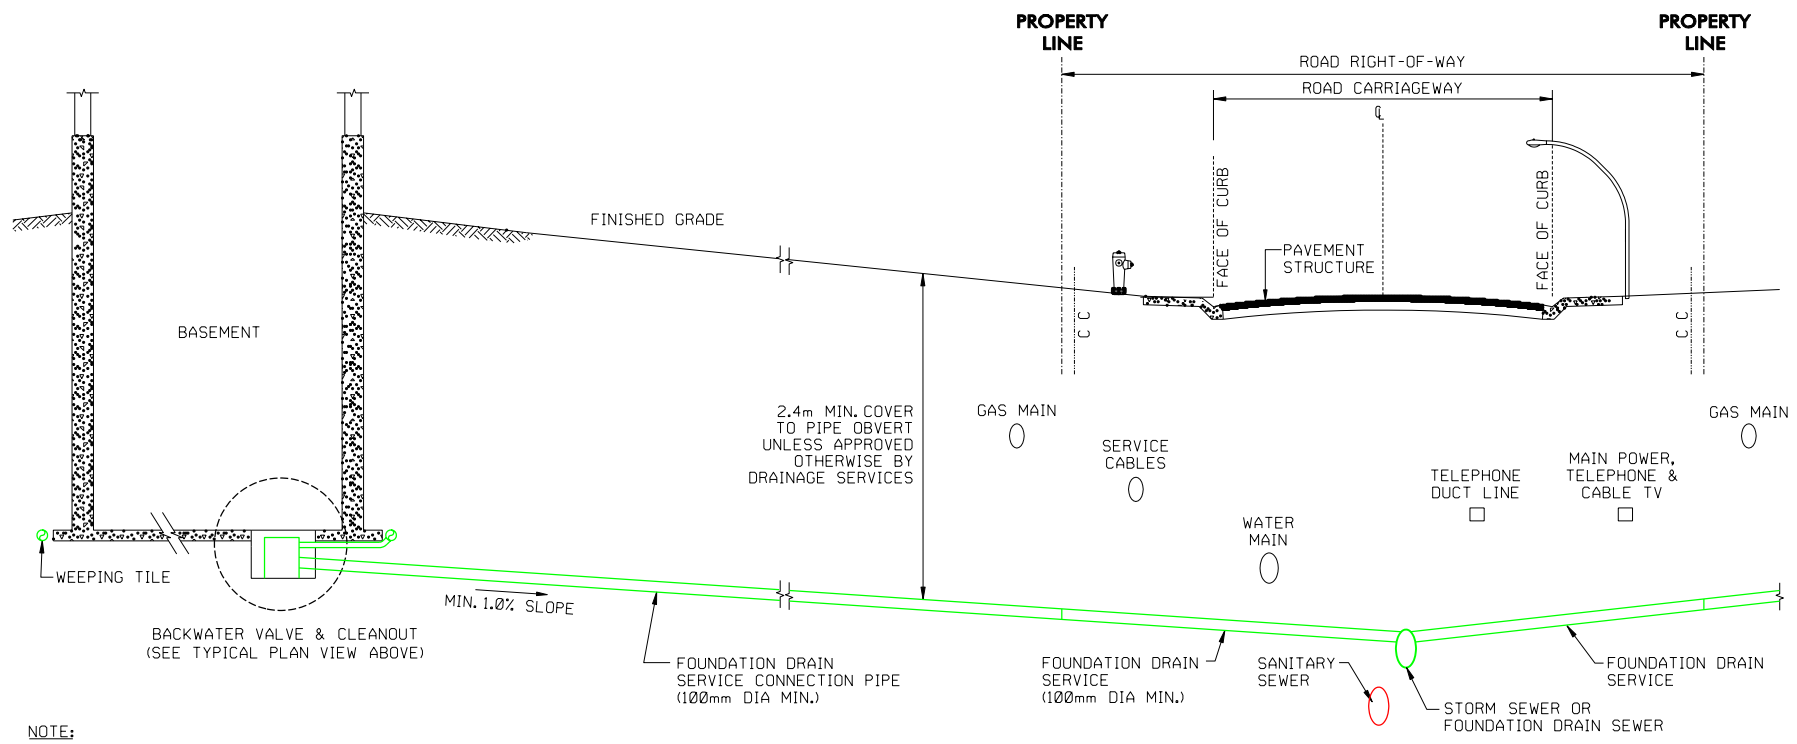 PROPERTY
LINE
PROPERTY
LINE
ROAD RIGHT-OF-WAY
ROAD CARRIAGEWAY
℄
FACE OF CURB
FACE OF CURB
FINISHED GRADE
PAVEMENT
STRUCTURE
BASEMENT
C C
C C
2.4m MIN. COVER
TO PIPE OBVERT
UNLESS APPROVED
OTHERWISE BY
DRAINAGE SERVICES
GAS MAIN
GAS MAIN
SERVICE
CABLES
TELEPHONE
DUCT LINE
MAIN POWER,
TELEPHONE &
CABLE TV
WATER
MAIN
WEEPING TILE
MIN. 1.0% SLOPE
BACKWATER VALVE & CLEANOUT
(SEE TYPICAL PLAN VIEW ABOVE)
FOUNDATION DRAIN
SERVICE CONNECTION PIPE
(100mm DIA MIN.)
FOUNDATION DRAIN
SERVICE
(100mm DIA MIN.)
SANITARY
SEWER
FOUNDATION DRAIN
SERVICE
STORM SEWER OR
FOUNDATION DRAIN SEWER
NOTE: